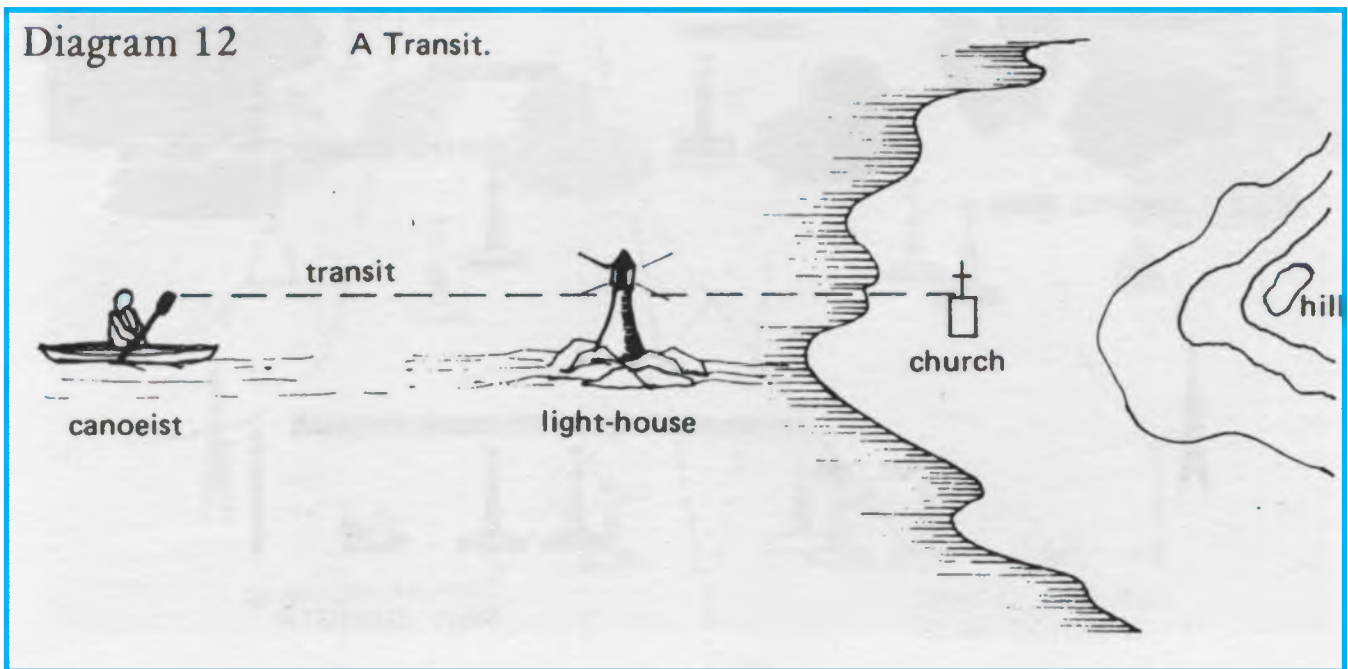 Diagram 12 A Transit.
transit
hill
church
canoeist
light-house